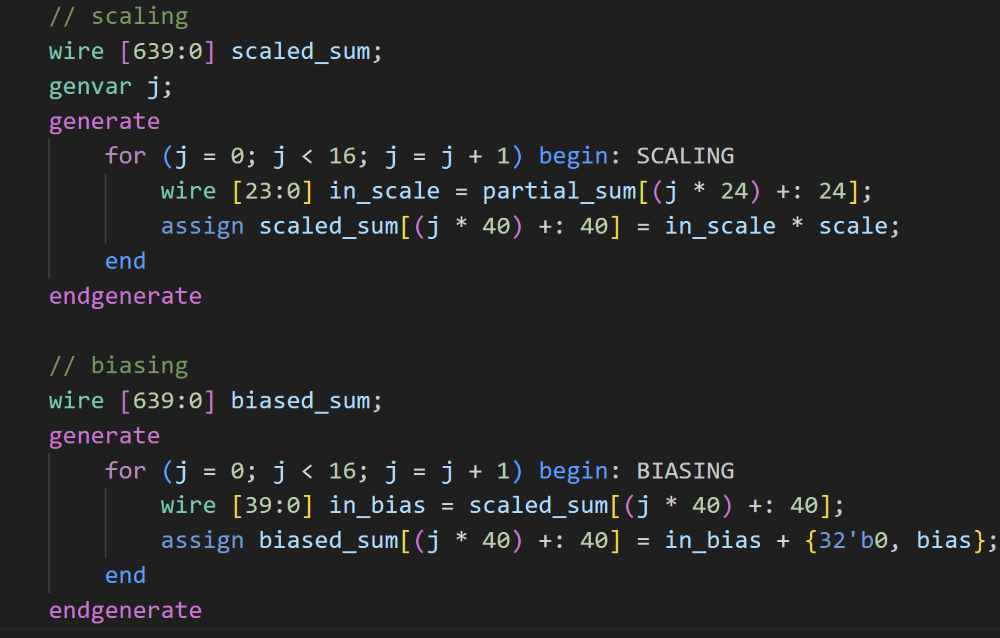 // scaling
wire [639:0] scaled_sum;
genvar j;
generate
for (j = 0; j < 16; j = j + 1) begin: SCALING
wire [23:0] in_scale = partial_sum[(j * 24) +: 24];
assign scaled_sum[(j * 40) +: 40] = in_scale * scale;
end
endgenerate
// biasing
wire [639:0] biased_sum;
generate
for (j = 0; j < 16; j = j + 1) begin: BIASING
wire [39:0] in_bias = scaled_sum[(j * 40) +: 40];
assign biased_sum[(j * 40) +: 40] = in_bias + {32'b0, bias};
end
endgenerate